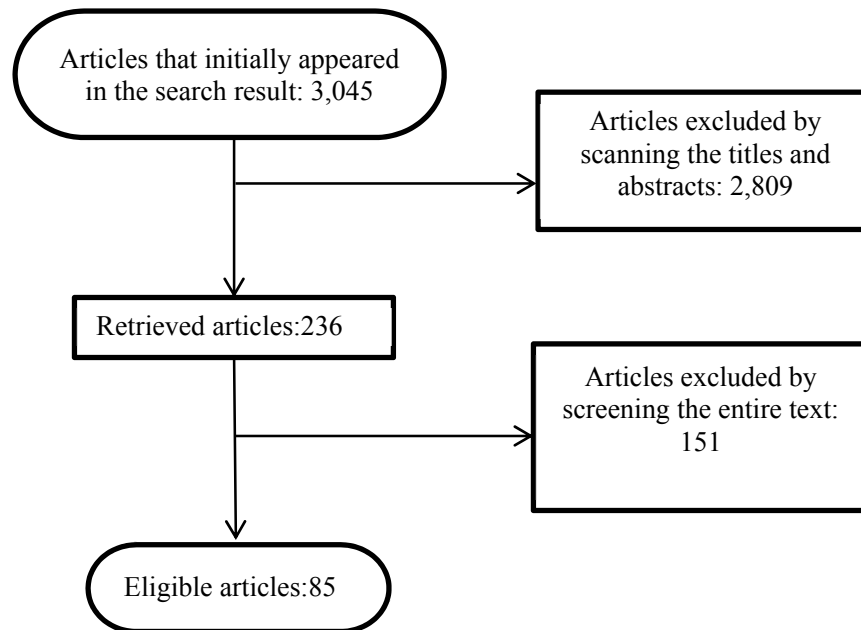 Articles that initially appeared
in the search result: 3,045
Articles excluded by
scanning the titles and
abstracts: 2,809
Retrieved articles:236
Articles excluded by
screening the entire text:
151
Eligible articles:85